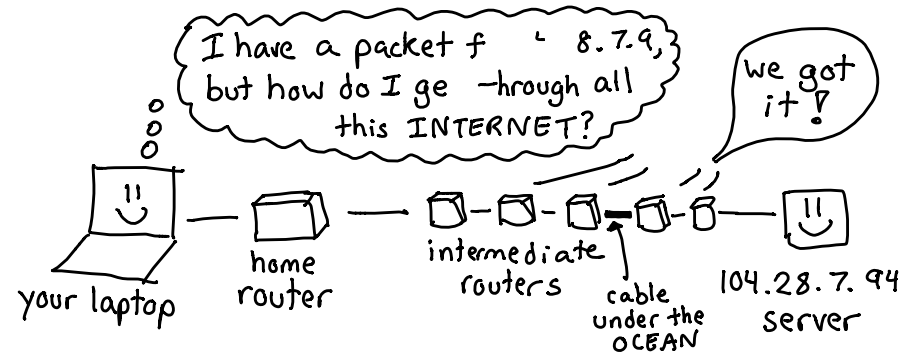 I have a packet f 8.7.9,
but how do I ge -hrough all
this INTERNET?
we got
it!
your laptop
home
router
intermediate
routers
cable
under the
OCEAN
104.28.7.94
server